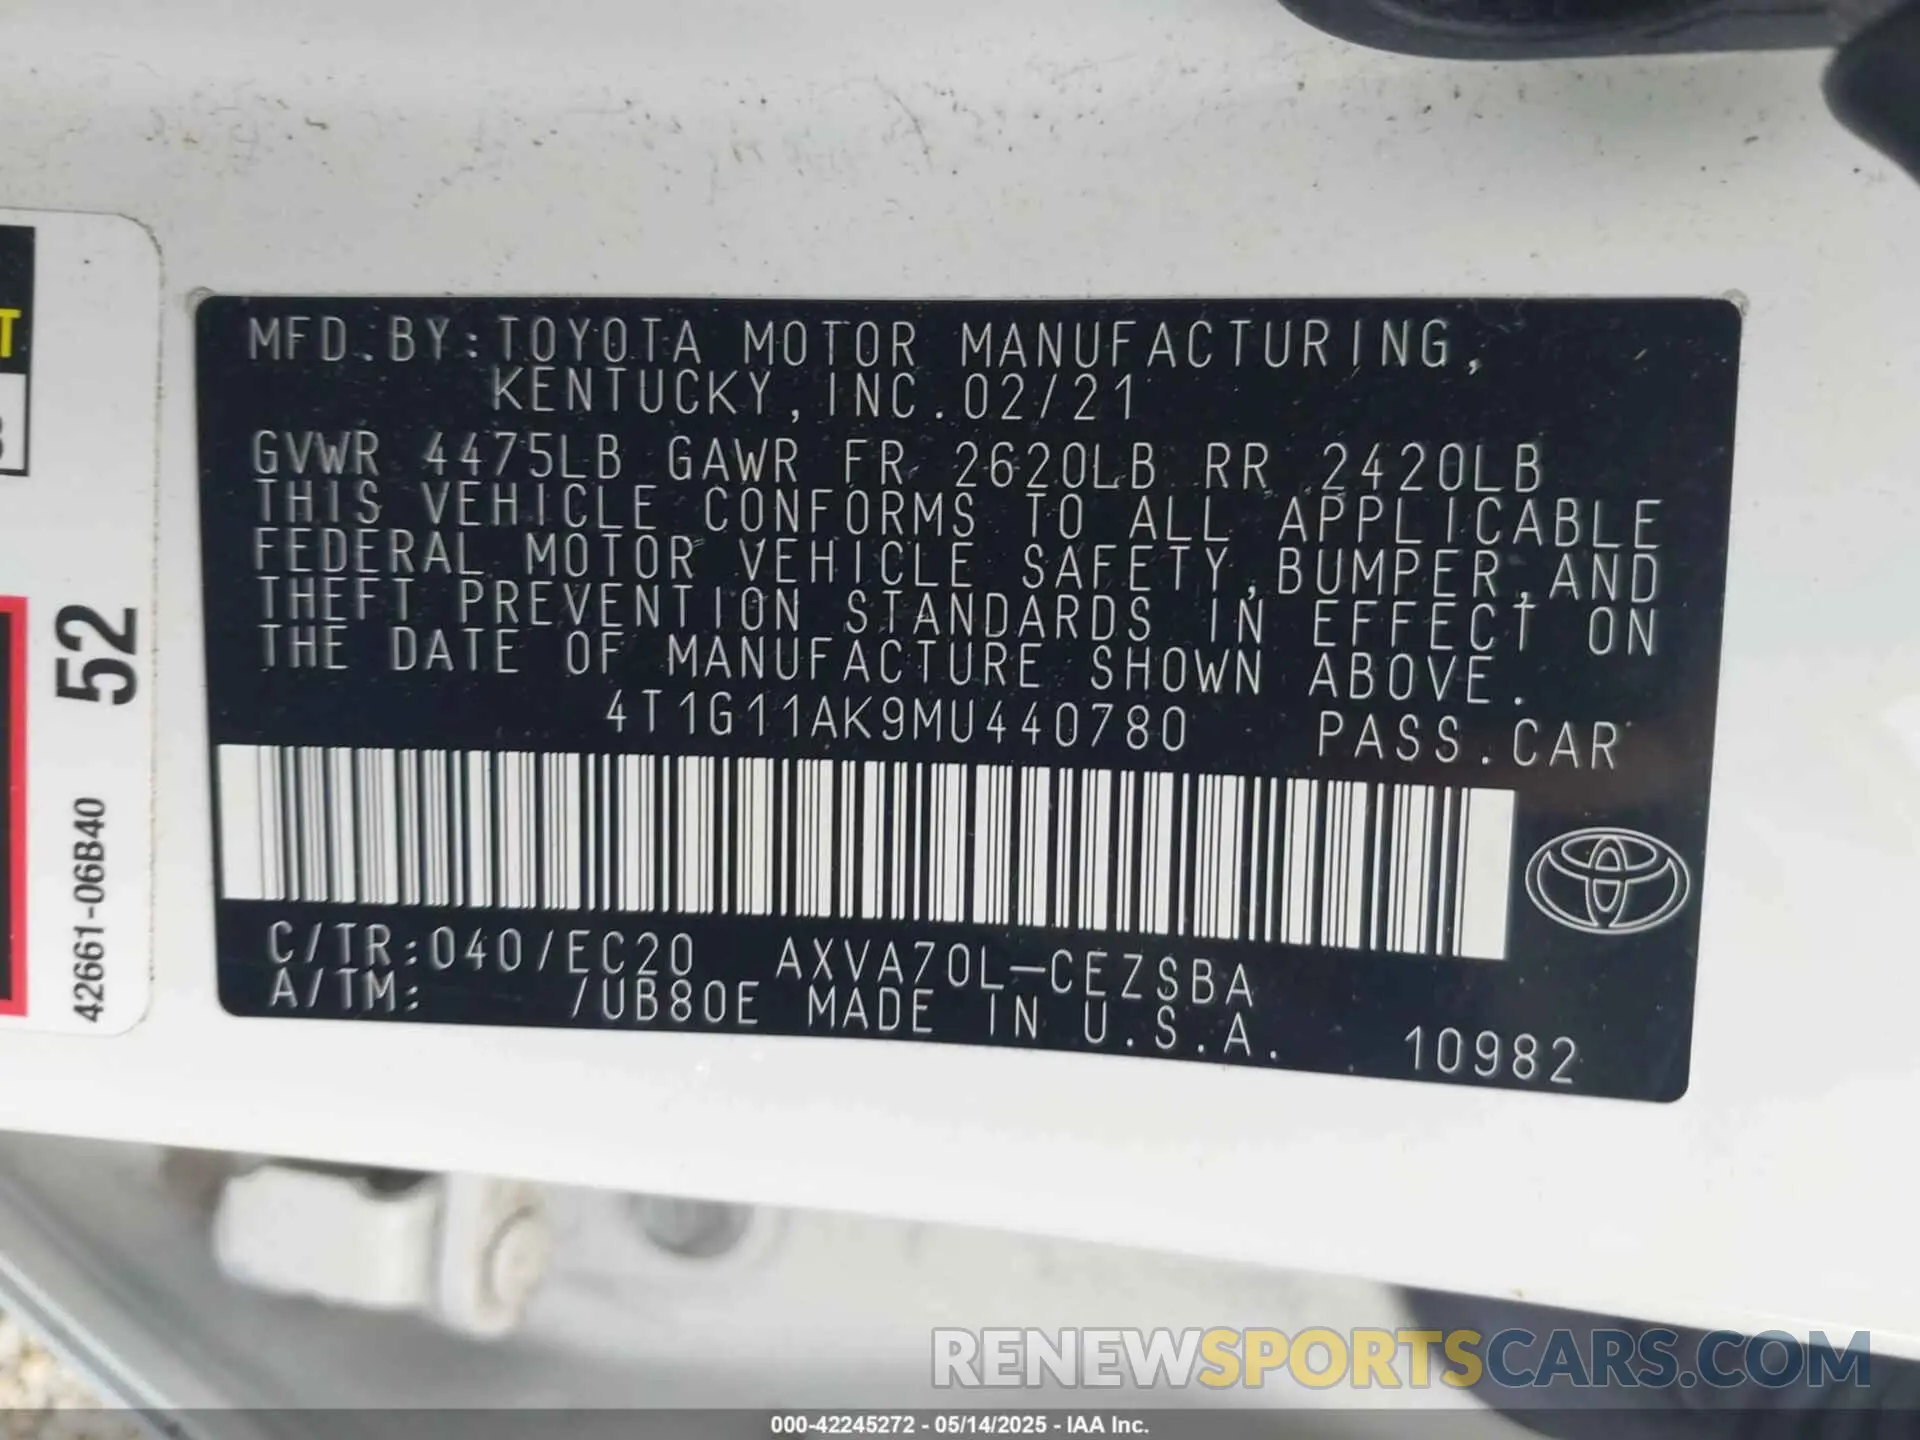 MFD.BY:TOYOTA MOTOR MANUFACTURING,
KENTUCKY,INC.02/21
GVWR 4475LB GAWR FR 2620LB RR 2420LB
THIS VEHICLE CONFORMS TO ALL APPLICABLE
FEDERAL MOTOR VEHICLE SAFETY,BUMPER,AND
THEFT PREVENTION STANDARDS IN EFFECT ON
THE DATE OF MANUFACTURE SHOWN ABOVE.
4T1G11AK9MU440780 PASS.CAR
C/TR:040/EC20 AXVA70L-CEZSBA
A/TM: /UB80E MADE IN U.S.A. 10982
T
52
42661-06B40
RENEWSPORTSCARS.COM
000-42245272 - 05/14/2025 - IAA Inc.